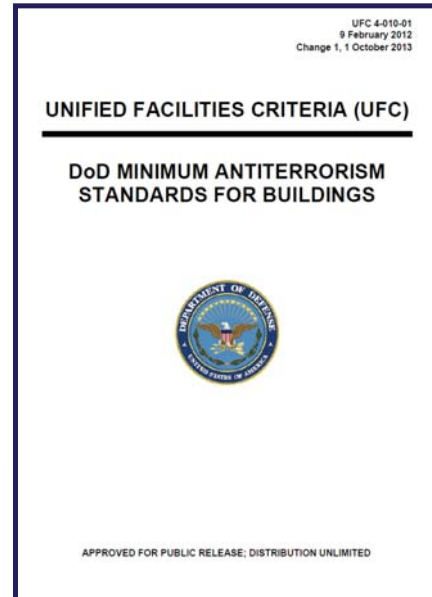 UFC 4-010-01
9 February 2012
Change 1, 1 October 2013
UNIFIED FACILITIES CRITERIA (UFC)
DoD MINIMUM ANTITERRORISM
STANDARDS FOR BUILDINGS
DEPARTMENT OF DEFENSE
UNITED STATES OF AMERICA
APPROVED FOR PUBLIC RELEASE; DISTRIBUTION UNLIMITED